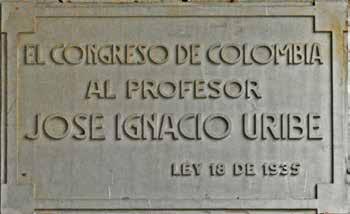 EL CONGRESO DE COLOMBIA
AL PROFESOR
JOSE IGNACIO URIBE
LEY 18 DE 1935